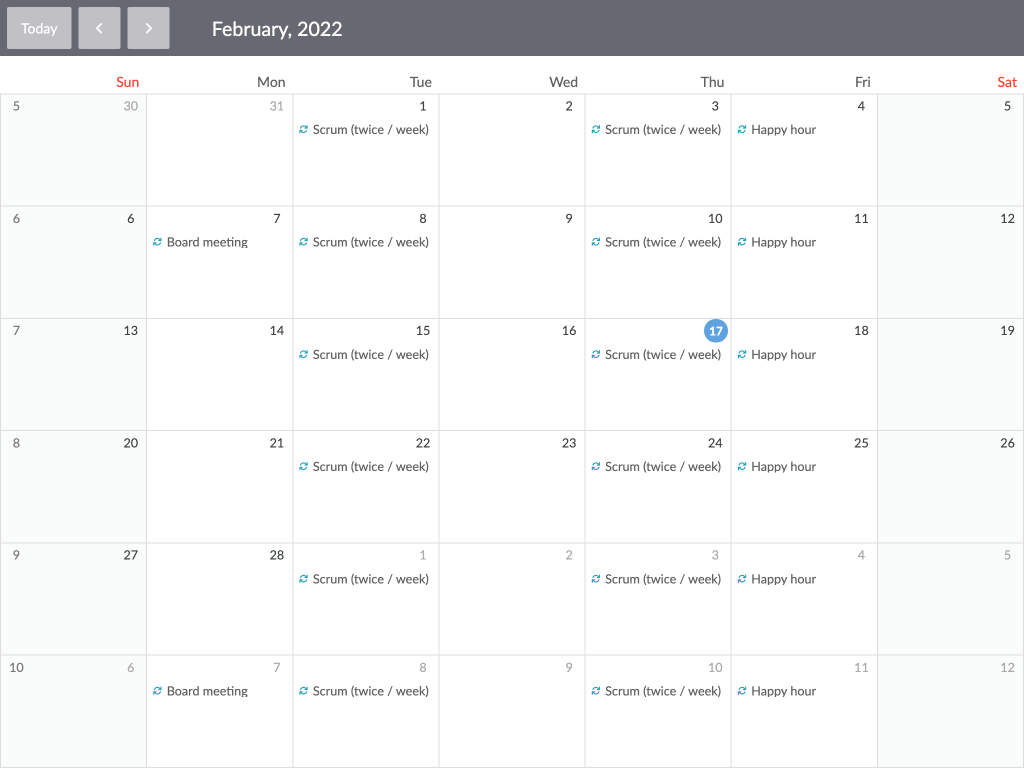 Today
February, 2022
Sun Mon Tue Wed Thu Fri Sat
5 30 31 1 2 3 4 5
Scrum (twice / week) Scrum (twice / week) Happy hour
6 6 7 8 9 10 11 12
Board meeting Scrum (twice / week) Scrum (twice / week) Happy hour
7 13 14 15 16 17 18 19
Scrum (twice / week) Scrum (twice / week) Happy hour
8 20 21 22 23 24 25 26
Scrum (twice / week) Scrum (twice / week) Happy hour
9 27 28 1 2 3 4 5
Scrum (twice / week) Scrum (twice / week) Happy hour
10 6 7 8 9 10 11 12
Board meeting Scrum (twice / week) Scrum (twice / week) Happy hour